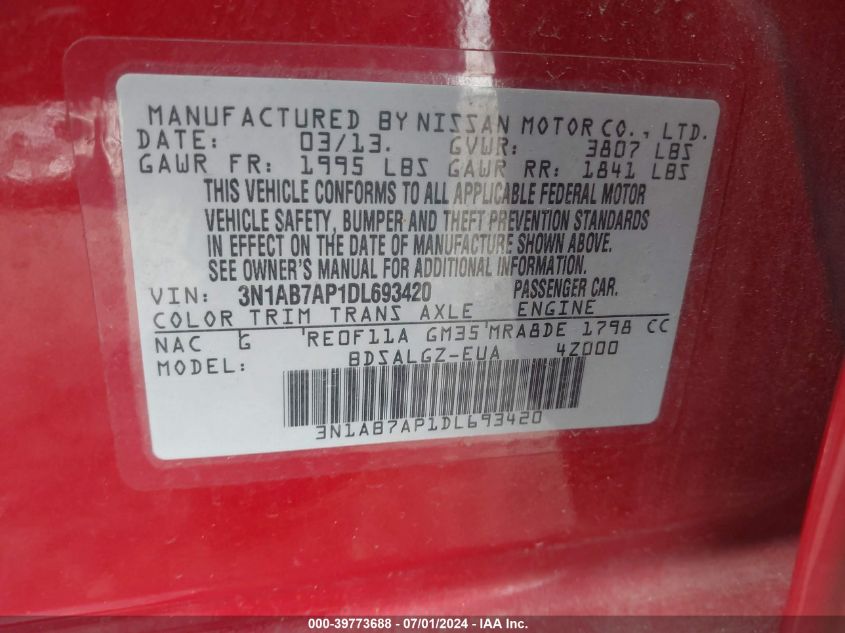 MANUFACTURED BY NISSAN MOTOR CO., LTD.
DATE: 03/13. GVWR: 3807 LBS
GAWR FR: 1995 LBS GAWR RR: 1841 LBS
THIS VEHICLE CONFORMS TO ALL APPLICABLE FEDERAL MOTOR
VEHICLE SAFETY, BUMPER AND THEFT PREVENTION STANDARDS
IN EFFECT ON THE DATE OF MANUFACTURE SHOWN ABOVE.
SEE OWNER'S MANUAL FOR ADDITIONAL INFORMATION.
VIN: 3N1AB7AP1DL693420 PASSENGER CAR.
COLOR TRIM TRANS AXLE ENGINE
NAC G 'RE0F11A GM35'MRA8DE 1798 CC
MODEL: BDSALGZ-EUA 4Z000
3N1AB7AP1DL693420
000-39773688 - 07/01/2024 - IAA Inc.